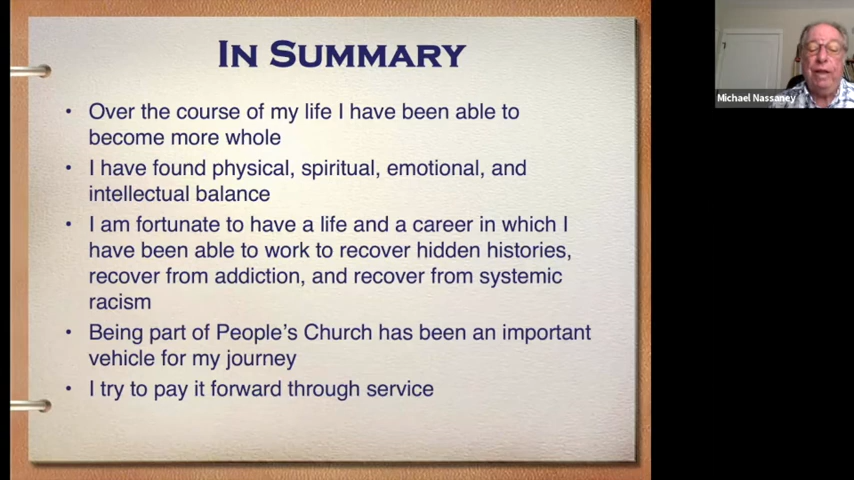 IN SUMMARY
• Over the course of my life I have been able to
become more whole
• I have found physical, spiritual, emotional, and
intellectual balance
• I am fortunate to have a life and a career in which I
have been able to work to recover hidden histories,
recover from addiction, and recover from systemic
racism
• Being part of People's Church has been an important
vehicle for my journey
• I try to pay it forward through service
Michael Nassaney